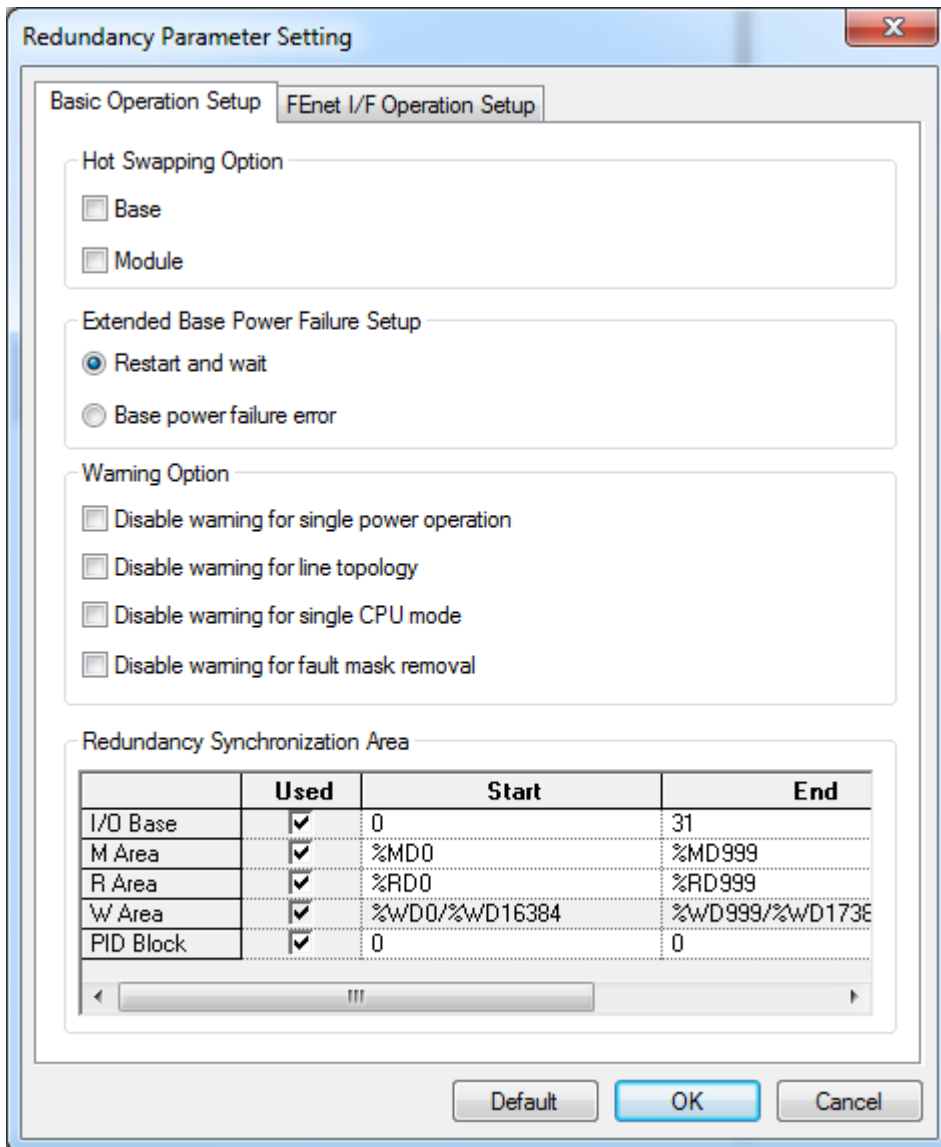 Redundancy Parameter Setting
Basic Operation Setup FEnet I/F Operation Setup
Hot Swapping Option
Base
Module
Extended Base Power Failure Setup
Restart and wait
Base power failure error
Warning Option
Disable warning for single power operation
Disable warning for line topology
Disable warning for single CPU mode
Disable warning for fault mask removal
Redundancy Synchronization Area
Used Start End
I/O Base 0 31
M Area %MD0 %MD999
R Area %RD0 %RD999
W Area %WD0/%WD16384 %WD999/%WD1738
PID Block 0 0
Default OK Cancel